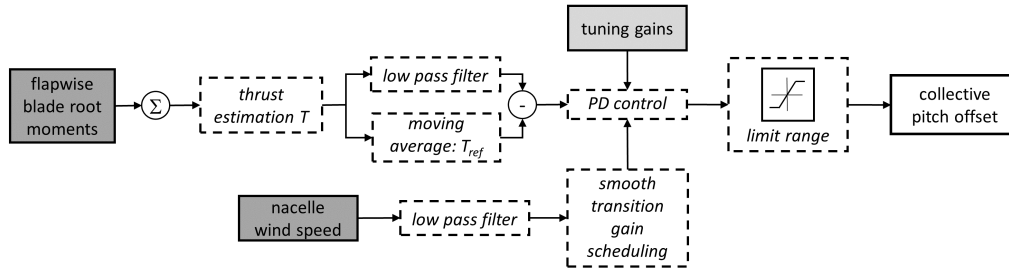 tuning gains
flapwise
blade root
moments
Σ
thrust
estimation T
low pass filter
moving
average: T_ref
-
PD control
limit range
collective
pitch offset
nacelle
wind speed
low pass filter
smooth
transition
gain
scheduling